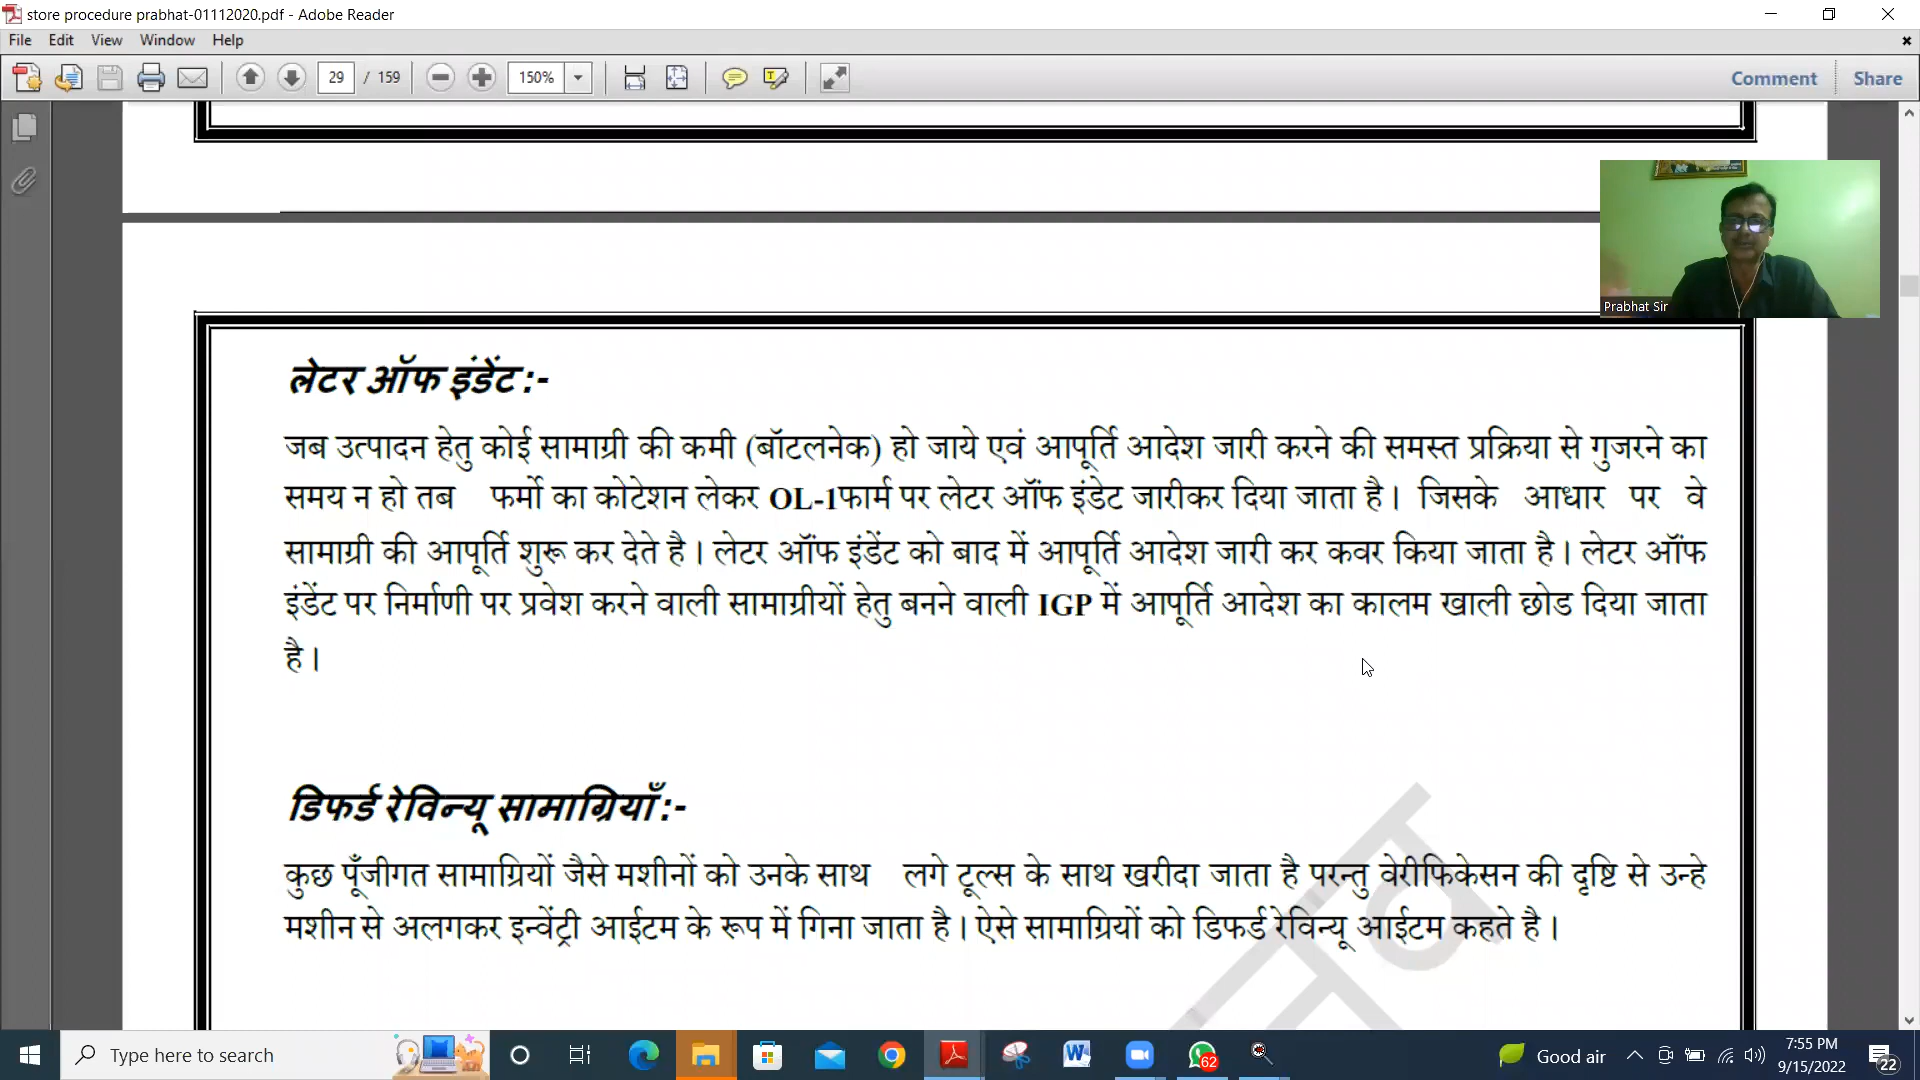 store procedure prabhat-01112020.pdf - Adobe Reader
File Edit View Window Help
29 / 159 150% Comment Share
Prabhat Sir
लेटर ऑफ इंडेंट :-
जब उत्पादन हेतु कोई सामाग्री की कमी (बॉटलनेक) हो जाये एवं आपूर्ति आदेश जारी करने की समस्त प्रक्रिया से गुजरने का
समय न हो तब फर्मो का कोटेशन लेकर OL-1फार्म पर लेटर ऑफ इंडेट जारीकर दिया जाता है। जिसके आधार पर वे
सामाग्री की आपूर्ति शुरू कर देते है। लेटर ऑफ इंडेंट को बाद में आपूर्ति आदेश जारी कर कवर किया जाता है। लेटर ऑफ
इंडेंट पर निर्माणी पर प्रवेश करने वाली सामाग्रीयों हेतु बनने वाली IGP में आपूर्ति आदेश का कालम खाली छोड दिया जाता
है।
डिफर्ड रेविन्यू सामाग्रियाँ :-
कुछ पूँजीगत सामाग्रियों जैसे मशीनों को उनके साथ लगे टूल्स के साथ खरीदा जाता है परन्तु वेरीफिकेसन की दृष्टि से उन्हे
मशीन से अलगकर इन्वेंट्री आईटम के रूप में गिना जाता है। ऐसे सामाग्रियों को डिफर्ड रेविन्यू आईटम कहते है।
Type here to search
62
Good air
7:55 PM
9/15/2022
22